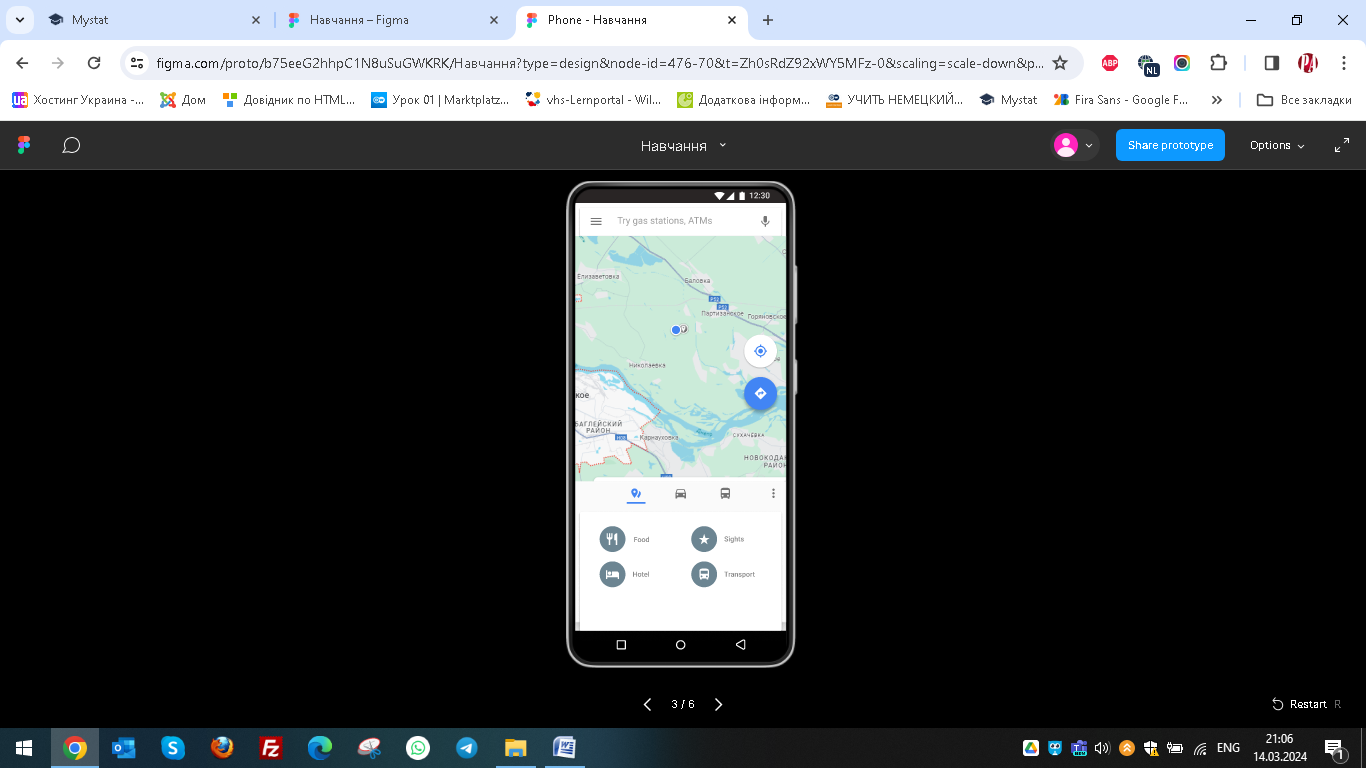 Mystat
Навчання – Figma
Phone - Навчання
figma.com/proto/b75eeG2hhpC1N8uSuGWKRK/Навчання?type=design&node-id=476-70&t=Zh0sRdZ92xWY5MFz-0&scaling=scale-down&p...
ABP
NL
Хостинг Украина -...
Дом
Довідник по HTML...
Урок 01 | Marktplatz...
vhs-Lernportal - Wil...
Додаткова інформ...
УЧИТЬ НЕМЕЦКИЙ...
Mystat
Fira Sans - Google F...
Все закладки
Навчання
Share prototype
Options
12:30
Try gas stations, ATMs
Елизаветовка
Баловка
Партизанское
Горяновское
Николаевка
кое
БАГЛЕЙСКИЙ
РАЙОН
H08
Карнауховка
СУХАЧЁВКА
НОВОКОДАК
РАЙОН
Food
Sights
Hotel
Transport
3 / 6
Restart R
ENG
21:06
14.03.2024
1